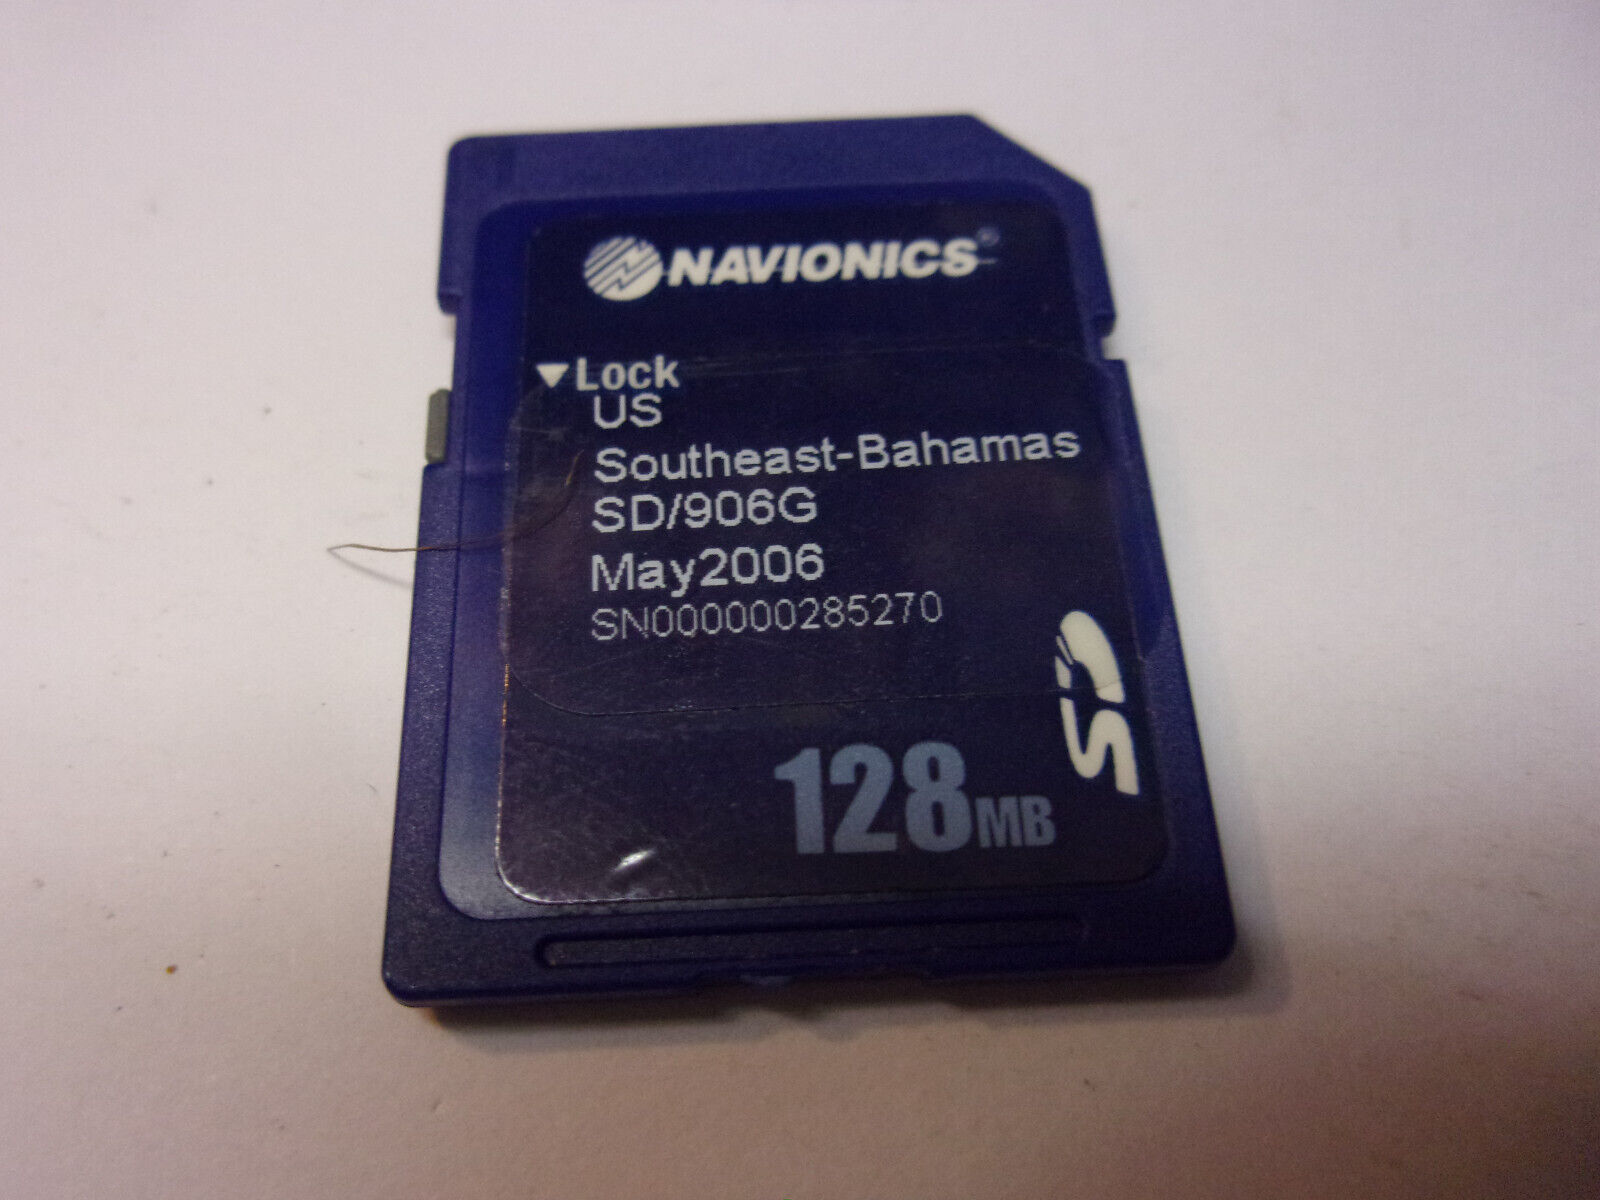 NAVIONICS®
▼Lock
US
Southeast-Bahamas
SD/906G
May2006
SN000000285270
SD
128MB